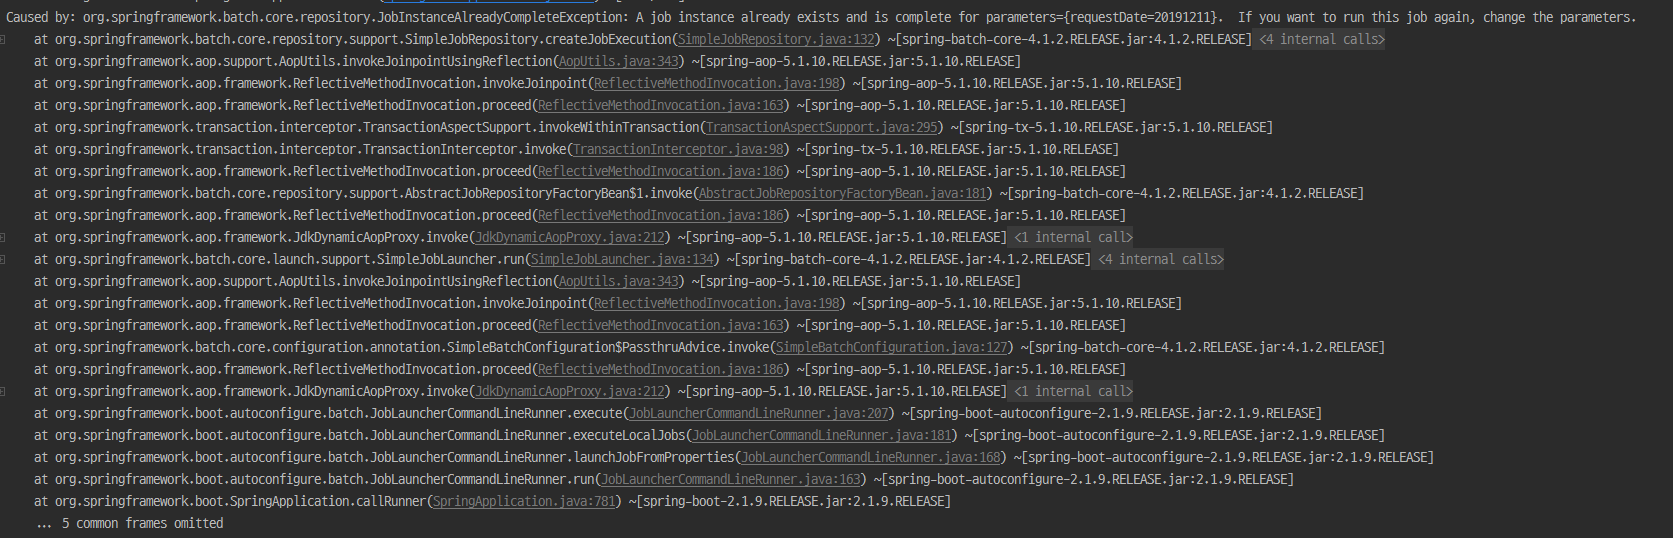 Caused by: org.springframework.batch.core.repository.JobInstanceAlreadyCompleteException: A job instance already exists and is complete for parameters={requestDate=20191211}.  If you want to run this job again, change the parameters.
at org.springframework.batch.core.repository.support.SimpleJobRepository.createJobExecution(SimpleJobRepository.java:132) ~[spring-batch-core-4.1.2.RELEASE.jar:4.1.2.RELEASE] <4 internal calls>
at org.springframework.aop.support.AopUtils.invokeJoinpointUsingReflection(AopUtils.java:343) ~[spring-aop-5.1.10.RELEASE.jar:5.1.10.RELEASE]
at org.springframework.aop.framework.ReflectiveMethodInvocation.invokeJoinpoint(ReflectiveMethodInvocation.java:198) ~[spring-aop-5.1.10.RELEASE.jar:5.1.10.RELEASE]
at org.springframework.aop.framework.ReflectiveMethodInvocation.proceed(ReflectiveMethodInvocation.java:163) ~[spring-aop-5.1.10.RELEASE.jar:5.1.10.RELEASE]
at org.springframework.transaction.interceptor.TransactionAspectSupport.invokeWithinTransaction(TransactionAspectSupport.java:295) ~[spring-tx-5.1.10.RELEASE.jar:5.1.10.RELEASE]
at org.springframework.transaction.interceptor.TransactionInterceptor.invoke(TransactionInterceptor.java:98) ~[spring-tx-5.1.10.RELEASE.jar:5.1.10.RELEASE]
at org.springframework.aop.framework.ReflectiveMethodInvocation.proceed(ReflectiveMethodInvocation.java:186) ~[spring-aop-5.1.10.RELEASE.jar:5.1.10.RELEASE]
at org.springframework.batch.core.repository.support.AbstractJobRepositoryFactoryBean$1.invoke(AbstractJobRepositoryFactoryBean.java:181) ~[spring-batch-core-4.1.2.RELEASE.jar:4.1.2.RELEASE]
at org.springframework.aop.framework.ReflectiveMethodInvocation.proceed(ReflectiveMethodInvocation.java:186) ~[spring-aop-5.1.10.RELEASE.jar:5.1.10.RELEASE]
at org.springframework.aop.framework.JdkDynamicAopProxy.invoke(JdkDynamicAopProxy.java:212) ~[spring-aop-5.1.10.RELEASE.jar:5.1.10.RELEASE] <1 internal call>
at org.springframework.batch.core.launch.support.SimpleJobLauncher.run(SimpleJobLauncher.java:134) ~[spring-batch-core-4.1.2.RELEASE.jar:4.1.2.RELEASE] <4 internal calls>
at org.springframework.aop.support.AopUtils.invokeJoinpointUsingReflection(AopUtils.java:343) ~[spring-aop-5.1.10.RELEASE.jar:5.1.10.RELEASE]
at org.springframework.aop.framework.ReflectiveMethodInvocation.invokeJoinpoint(ReflectiveMethodInvocation.java:198) ~[spring-aop-5.1.10.RELEASE.jar:5.1.10.RELEASE]
at org.springframework.aop.framework.ReflectiveMethodInvocation.proceed(ReflectiveMethodInvocation.java:163) ~[spring-aop-5.1.10.RELEASE.jar:5.1.10.RELEASE]
at org.springframework.batch.core.configuration.annotation.SimpleBatchConfiguration$PassthruAdvice.invoke(SimpleBatchConfiguration.java:127) ~[spring-batch-core-4.1.2.RELEASE.jar:4.1.2.RELEASE]
at org.springframework.aop.framework.ReflectiveMethodInvocation.proceed(ReflectiveMethodInvocation.java:186) ~[spring-aop-5.1.10.RELEASE.jar:5.1.10.RELEASE]
at org.springframework.aop.framework.JdkDynamicAopProxy.invoke(JdkDynamicAopProxy.java:212) ~[spring-aop-5.1.10.RELEASE.jar:5.1.10.RELEASE] <1 internal call>
at org.springframework.boot.autoconfigure.batch.JobLauncherCommandLineRunner.execute(JobLauncherCommandLineRunner.java:207) ~[spring-boot-autoconfigure-2.1.9.RELEASE.jar:2.1.9.RELEASE]
at org.springframework.boot.autoconfigure.batch.JobLauncherCommandLineRunner.executeLocalJobs(JobLauncherCommandLineRunner.java:181) ~[spring-boot-autoconfigure-2.1.9.RELEASE.jar:2.1.9.RELEASE]
at org.springframework.boot.autoconfigure.batch.JobLauncherCommandLineRunner.launchJobFromProperties(JobLauncherCommandLineRunner.java:168) ~[spring-boot-autoconfigure-2.1.9.RELEASE.jar:2.1.9.RELEASE]
at org.springframework.boot.autoconfigure.batch.JobLauncherCommandLineRunner.run(JobLauncherCommandLineRunner.java:163) ~[spring-boot-autoconfigure-2.1.9.RELEASE.jar:2.1.9.RELEASE]
at org.springframework.boot.SpringApplication.callRunner(SpringApplication.java:781) ~[spring-boot-2.1.9.RELEASE.jar:2.1.9.RELEASE]
... 5 common frames omitted